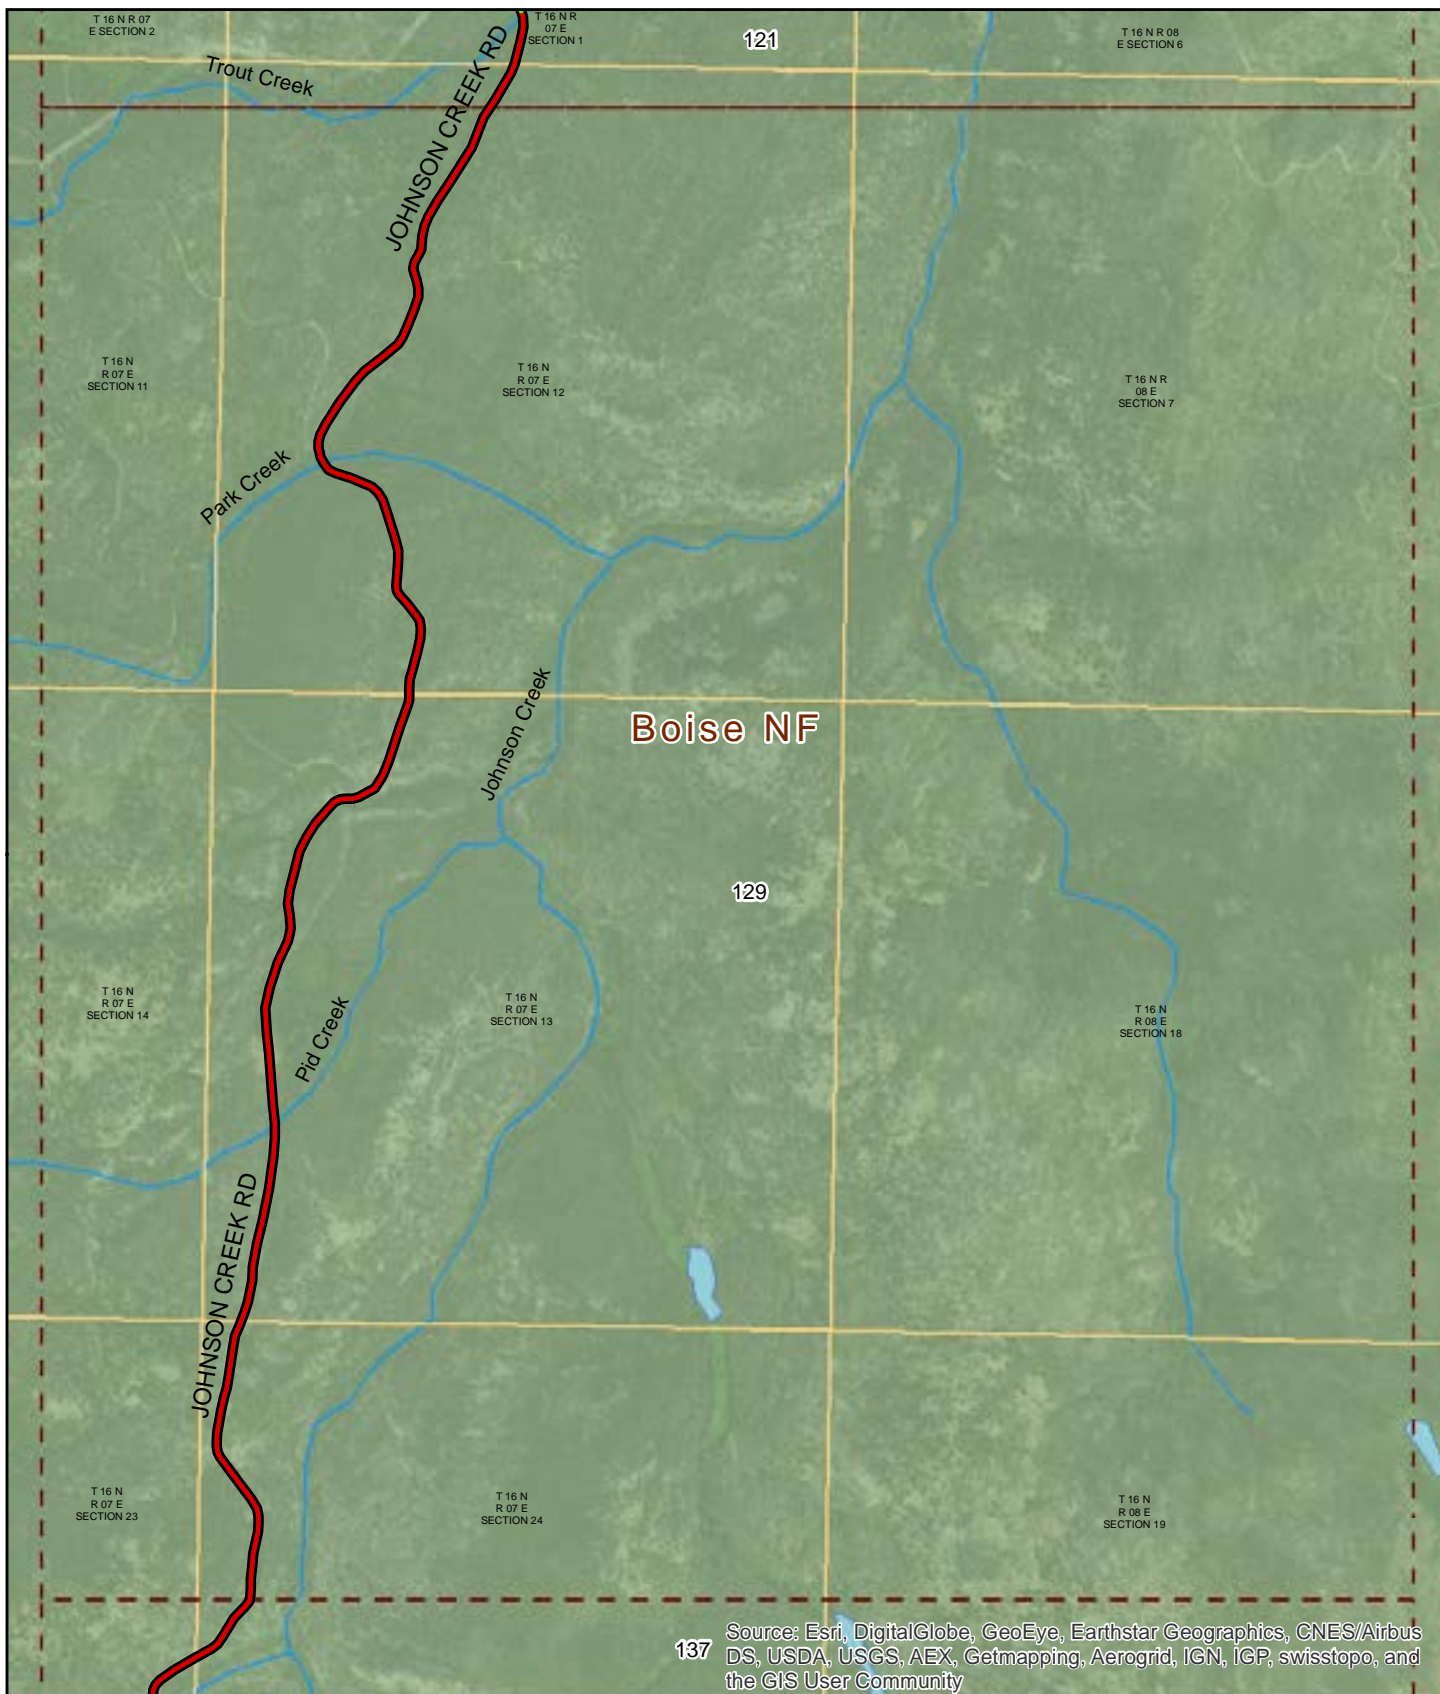 T 16 N R 07
E SECTION 2
T 16 N R
07 E
SECTION 1
121
T 16 N R 08
E SECTION 6
Trout Creek
JOHNSON CREEK RD
T 16 N
R 07 E
SECTION 11
T 16 N
R 07 E
SECTION 12
T 16 N R
08 E
SECTION 7
Park Creek
Johnson Creek
Boise NF
129
T 16 N
R 07 E
SECTION 14
Pid Creek
T 16 N
R 07 E
SECTION 13
T 16 N
R 08 E
SECTION 18
JOHNSON CREEK RD
T 16 N
R 07 E
SECTION 23
T 16 N
R 07 E
SECTION 24
T 16 N
R 08 E
SECTION 19
137
Source: Esri, DigitalGlobe, GeoEye, Earthstar Geographics, CNES/Airbus
DS, USDA, USGS, AEX, Getmapping, Aerogrid, IGN, IGP, swisstopo, and
the GIS User Community